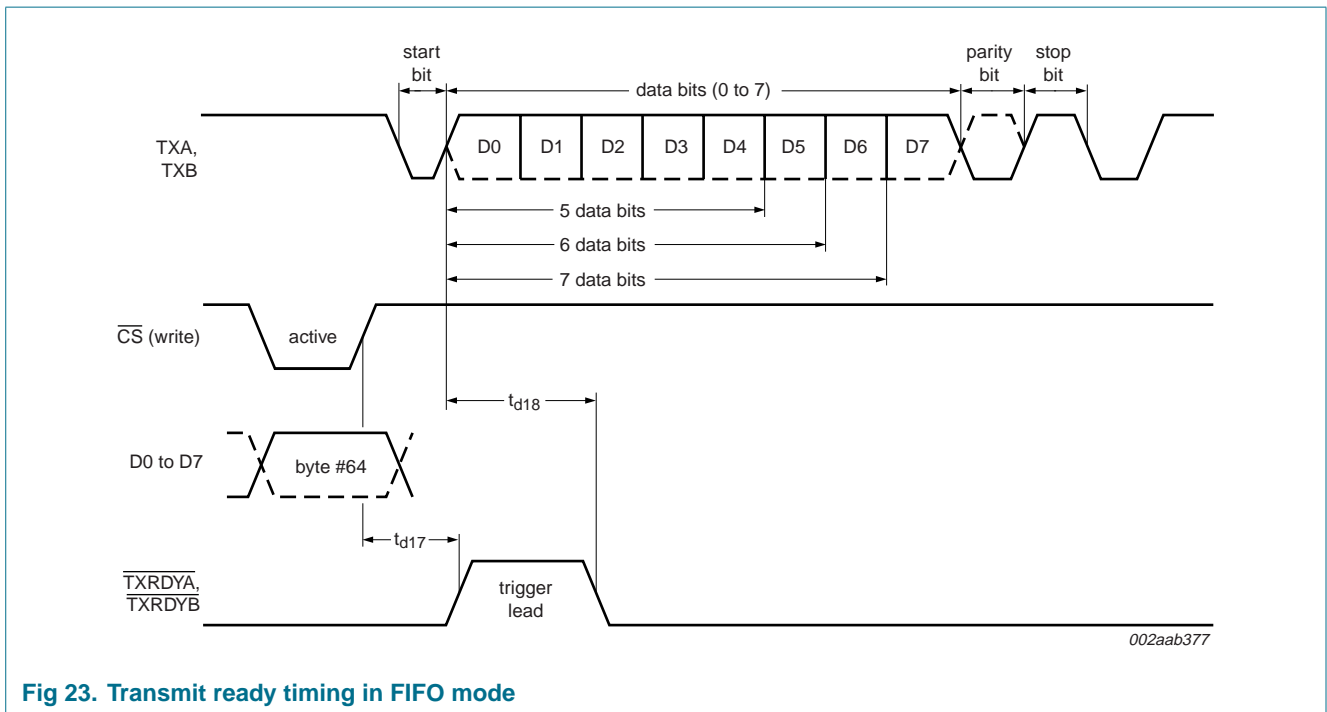 start
bit
data bits (0 to 7)
parity
bit
stop
bit
TXA,
TXB
D0 D1 D2 D3 D4 D5 D6 D7
5 data bits
6 data bits
7 data bits
CS (write)
active
td18
D0 to D7
byte #64
td17
TXRDYA,
TXRDYB
trigger
lead
002aab377
Fig 23. Transmit ready timing in FIFO mode